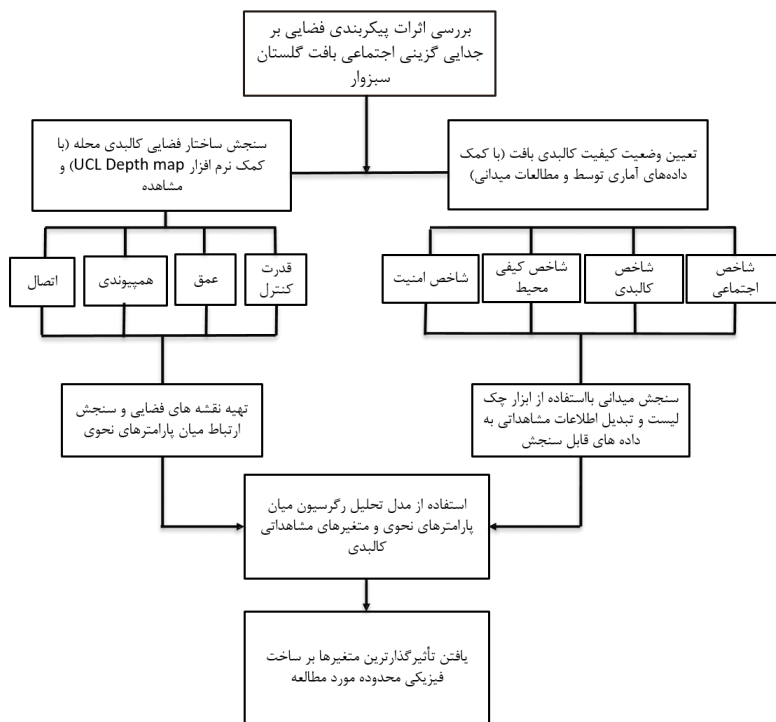 بررسی اثرات پیکربندی فضایی بر
جدایی گزینی اجتماعی بافت گلستان
سبزوار
تعیین وضعیت کیفیت کالبدی بافت (با کمک
داده‌های آماری توسط و مطالعات میدانی)
سنجش ساختار فضایی کالبدی محله (با
کمک نرم افزار UCL Depth map) و
مشاهده
شاخص
اجتماعی
شاخص
کالبدی
شاخص کیفی
محیط
شاخص امنیت
قدرت
کنترل
عمق
همپیوندی
اتصال
سنجش میدانی بااستفاده از ابزار چک
لیست و تبدیل اطلاعات مشاهداتی به
داده های قابل سنجش
تهیه نقشه های فضایی و سنجش
ارتباط میان پارامترهای نحوی
استفاده از مدل تحلیل رگرسیون میان
پارامترهای نحوی و متغیرهای مشاهداتی
کالبدی
یافتن تأثیرگذارترین متغیرها بر ساخت
فیزیکی محدوده مورد مطالعه